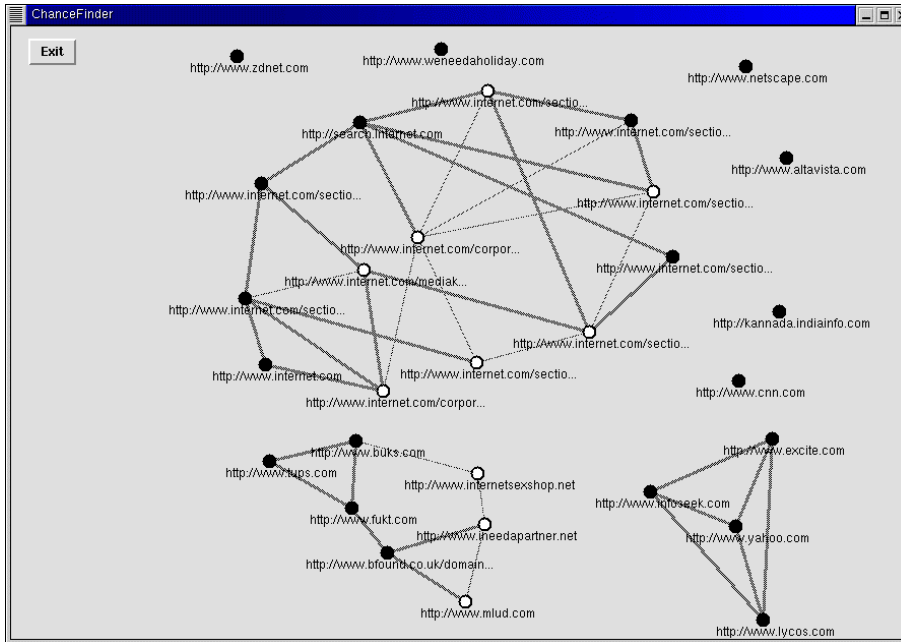 ChanceFinder
Exit
http://www.zdnet.com
http://www.weneedaholiday.com
http://www.netscape.com
http://www.internet.com/sectio...
http://search.internet.com
http://www.internet.com/sectio...
http://www.altavista.com
http://www.internet.com/sectio...
http://www.internet.com/sectio...
http://www.internet.com/corpor...
http://www.internet.com/sectio...
http://www.internet.com/mediak...
http://www.internet.com/sectio...
http://kannada.indiainfo.com
http://www.internet.com/sectio...
http://www.internet.com
http://www.internet.com/sectio...
http://www.cnn.com
http://www.internet.com/corpor...
http://www.buks.com
http://www.excite.com
http://www.tups.com
http://www.internetsexshop.net
http://www.infoseek.com
http://www.fukt.com
http://www.ineedapartner.net
http://www.yahoo.com
http://www.bfound.co.uk/domain...
http://www.mlud.com
http://www.lycos.com